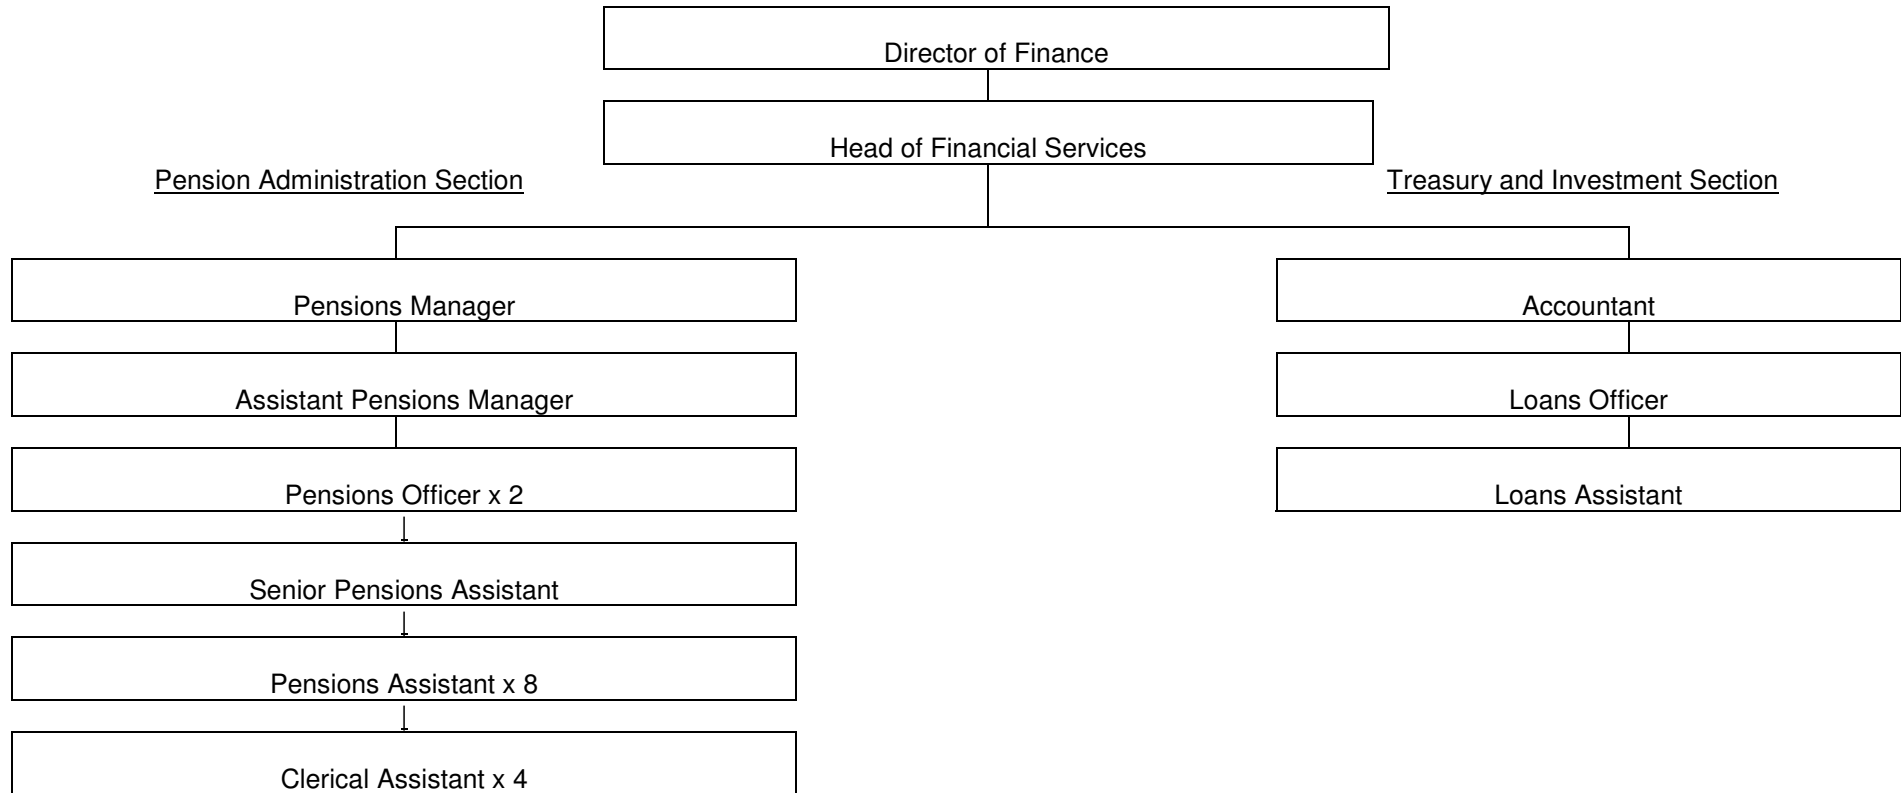 Director of Finance
Head of Financial Services
Pension Administration Section
Treasury and Investment Section
Pensions Manager
Accountant
Assistant Pensions Manager
Loans Officer
Pensions Officer x 2
Loans Assistant
Senior Pensions Assistant
Pensions Assistant x 8
Clerical Assistant x 4